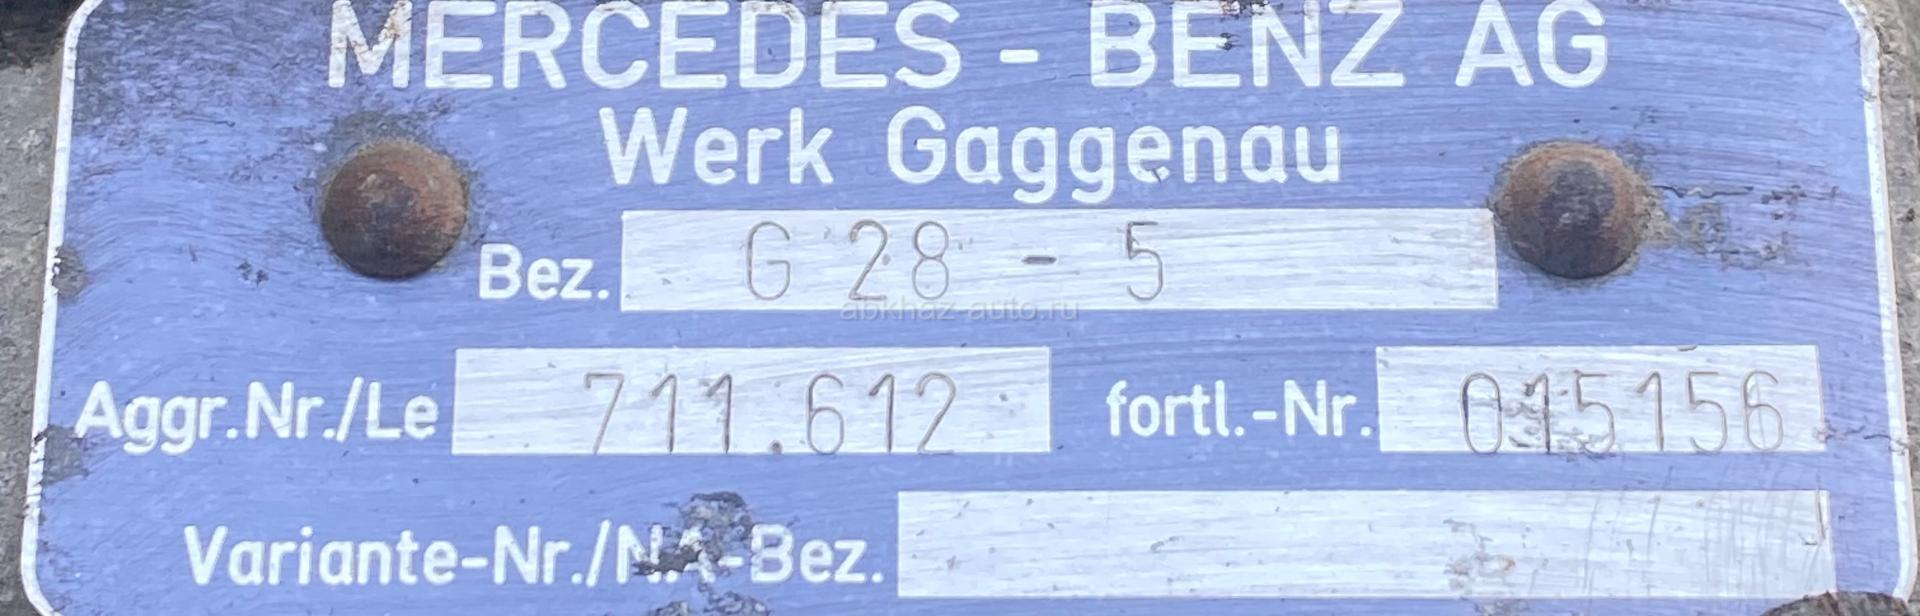 MERCEDES - BENZ AG
Werk Gaggenau
Bez. G 28 - 5
abkhaz-auto.ru
Aggr.Nr./Le 711.612 fortl.-Nr. 015156
Variante-Nr./NA-Bez.